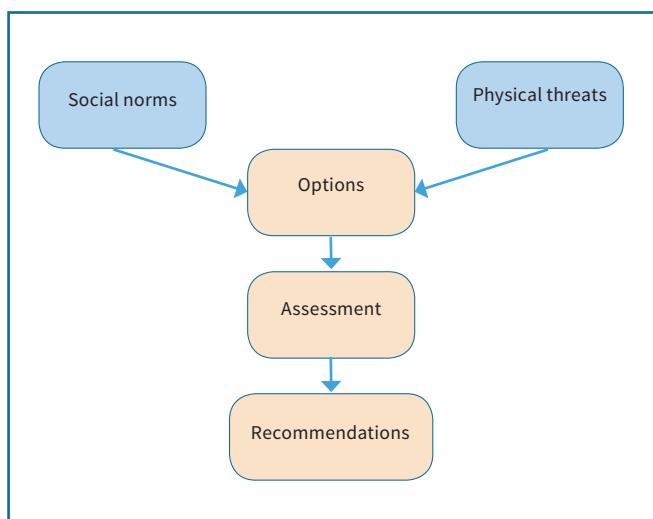 Social norms
Physical threats
Options
Assessment
Recommendations